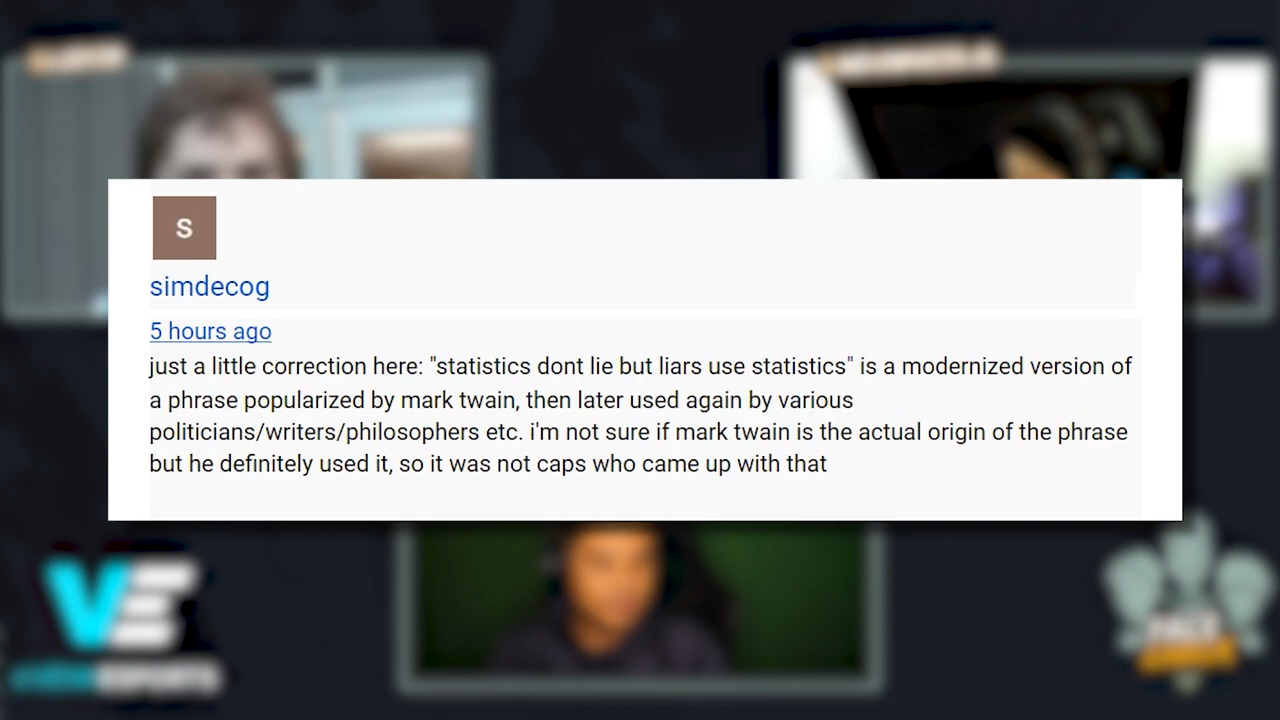 S
simdecog
5 hours ago
just a little correction here: "statistics dont lie but liars use statistics" is a modernized version of
a phrase popularized by mark twain, then later used again by various
politicians/writers/philosophers etc. i'm not sure if mark twain is the actual origin of the phrase
but he definitely used it, so it was not caps who came up with that
VE
ESPORTS